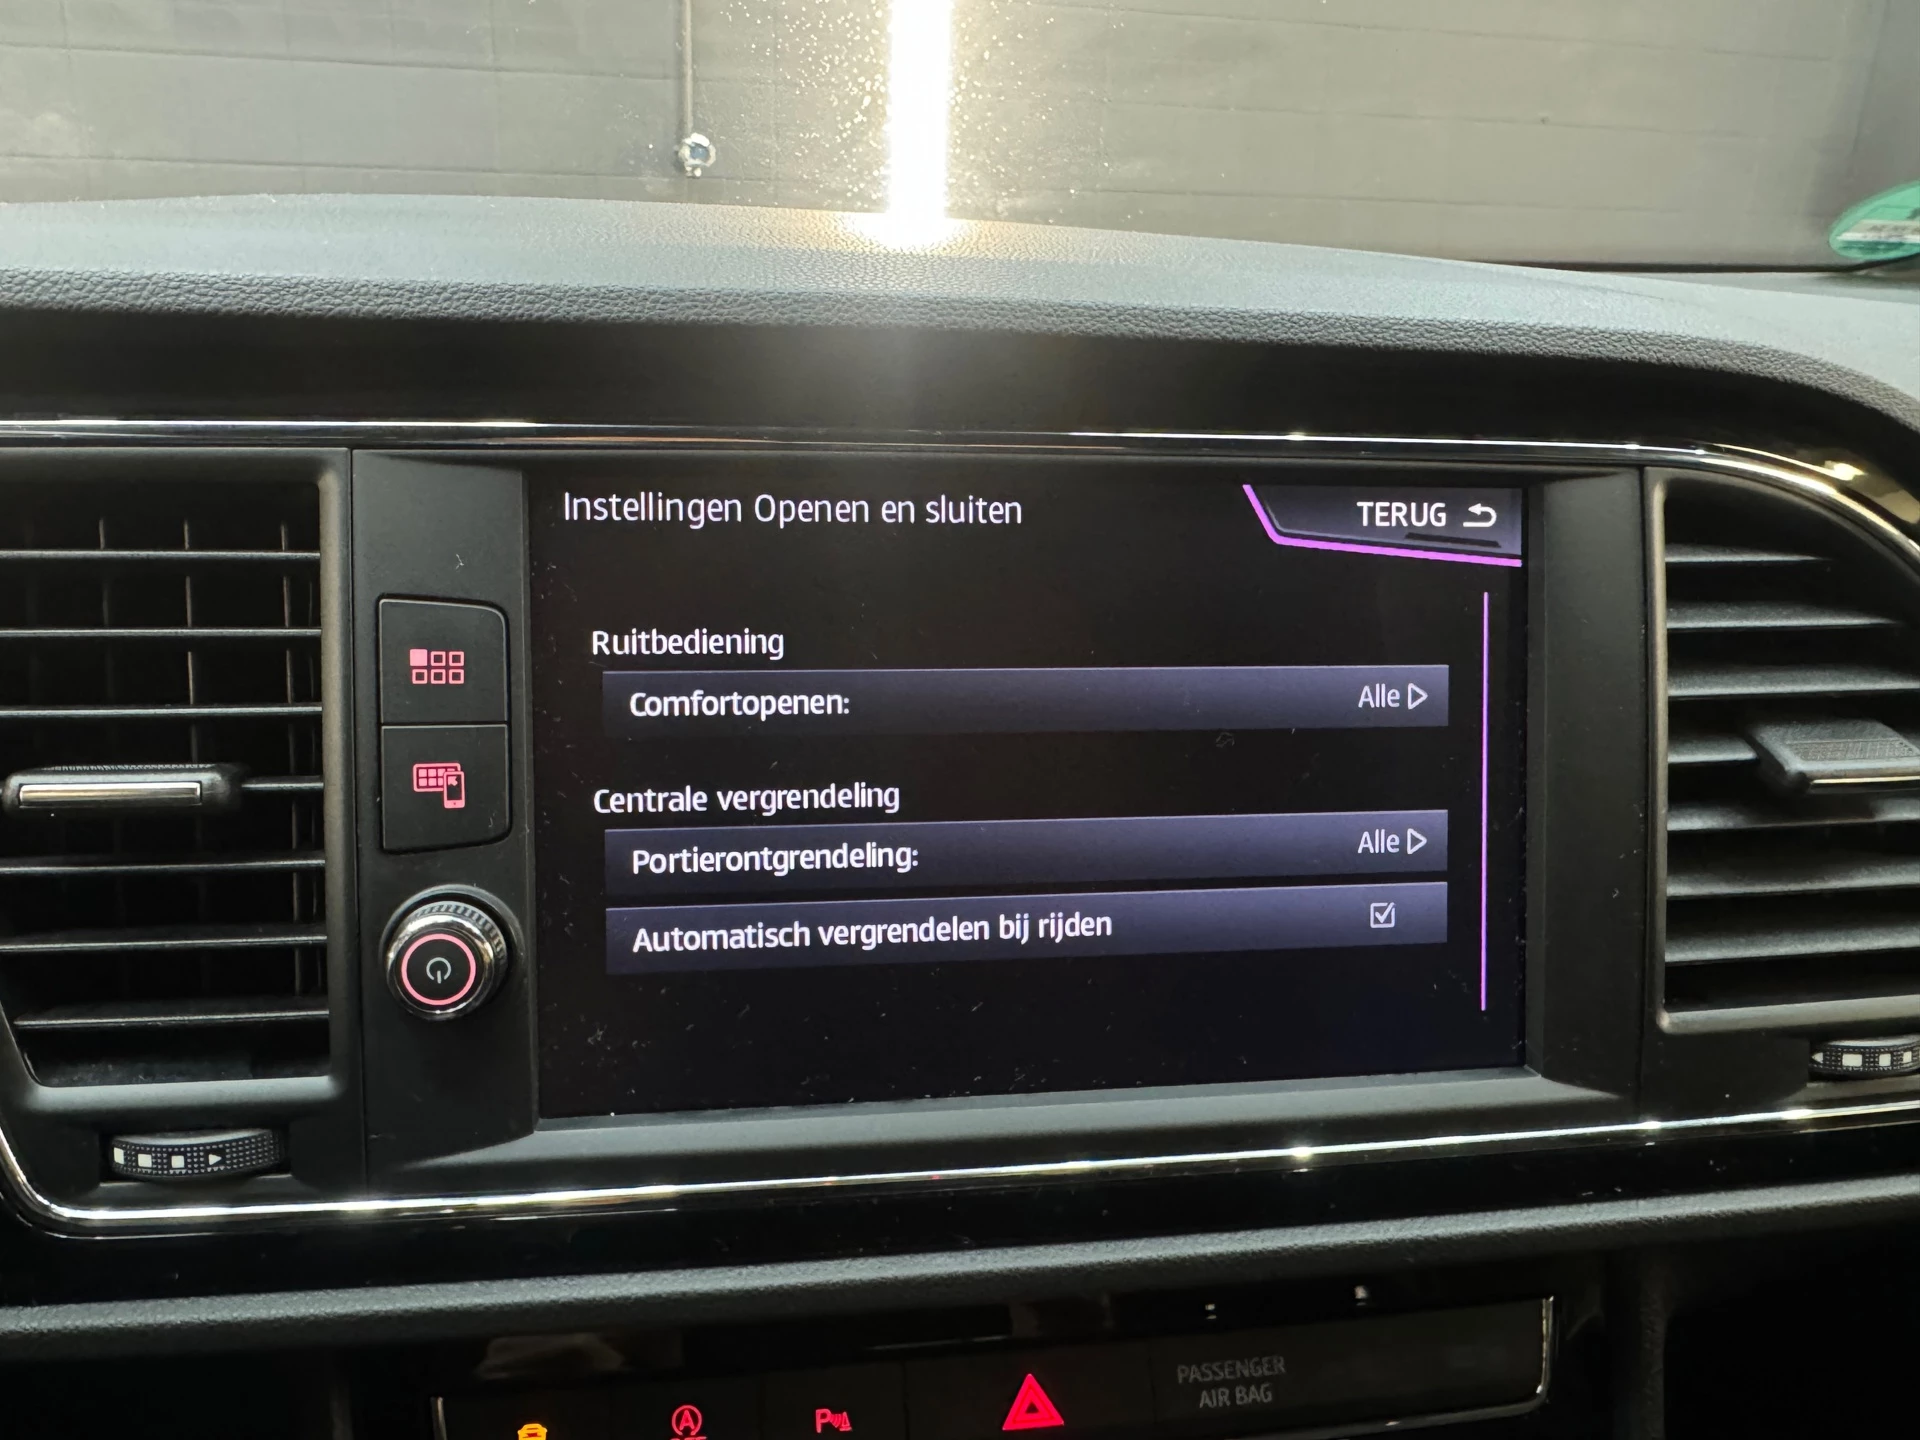 Instellingen Openen en sluiten
TERUG
Ruitbediening
Comfortopenen: Alle
Centrale vergrendeling
Portierontgrendeling: Alle
Automatisch vergrendelen bij rijden
PASSENGER
AIR BAG
A
P